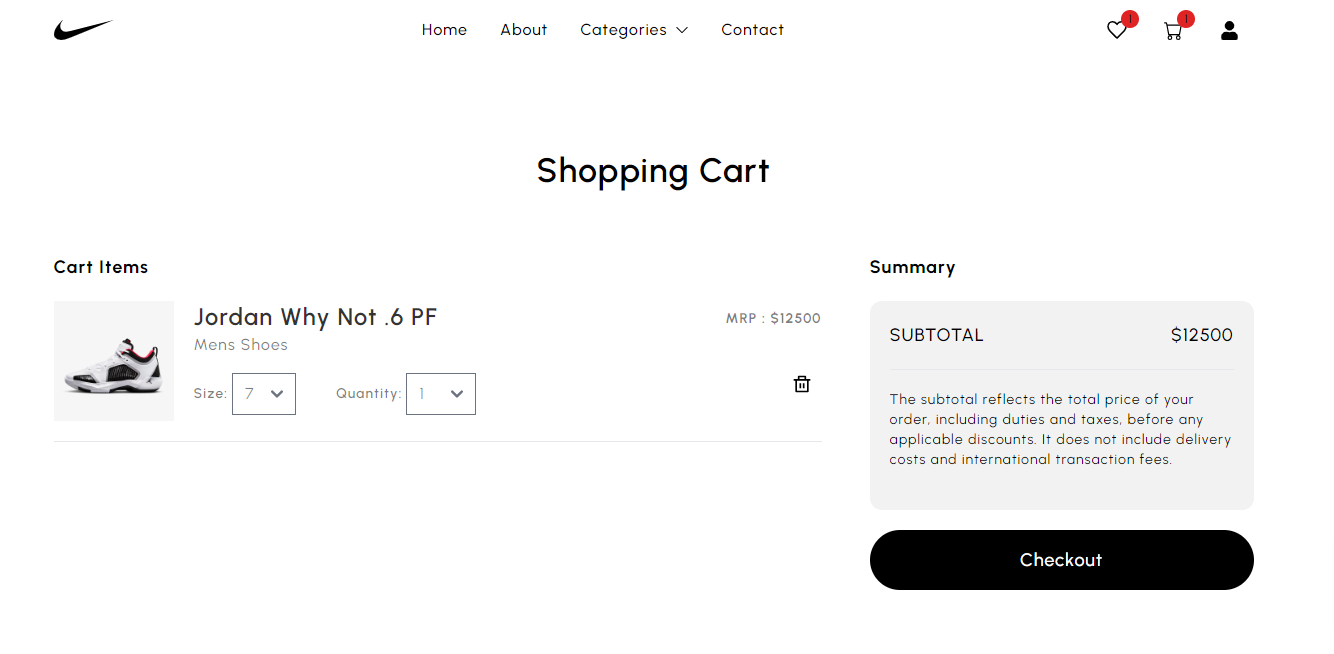 Home About Categories Contact
1 1
Shopping Cart
Cart Items
Jordan Why Not .6 PF
MRP : $12500
Mens Shoes
Size: 7 Quantity: 1
Summary
SUBTOTAL $12500
The subtotal reflects the total price of your
order, including duties and taxes, before any
applicable discounts. It does not include delivery
costs and international transaction fees.
Checkout